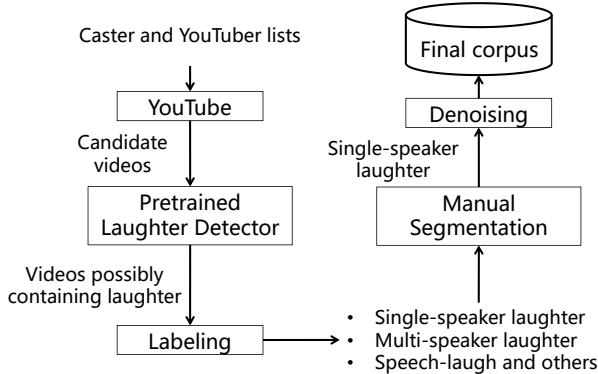 Caster and YouTuber lists
YouTube
Candidate
videos
Pretrained
Laughter Detector
Videos possibly
containing laughter
Labeling
• Single-speaker laughter
• Multi-speaker laughter
• Speech-laugh and others
Manual
Segmentation
Single-speaker
laughter
Denoising
Final corpus